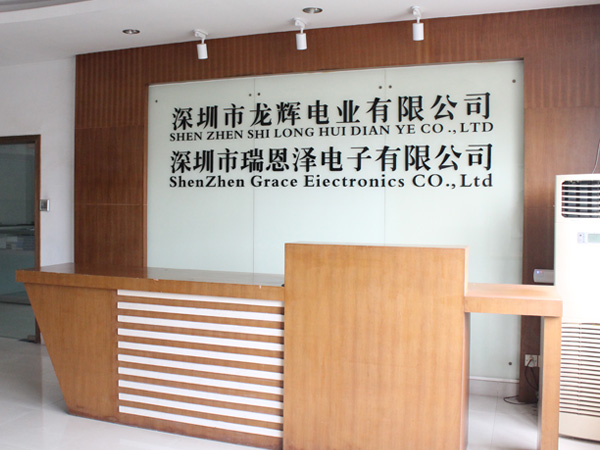 深圳市龙辉电业有限公司
SHEN ZHEN SHI LONG HUI DIAN YE CO.,LTD
深圳市瑞恩泽电子有限公司
ShenZhen Grace Eiectronics CO.,Ltd